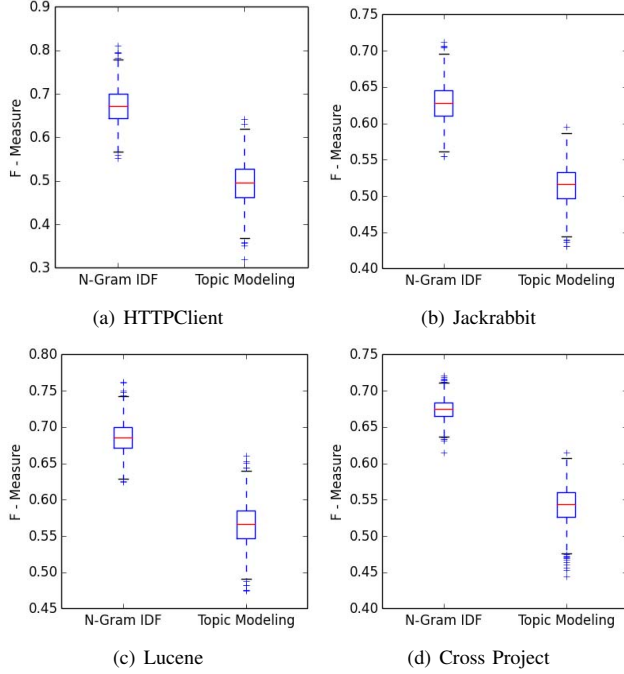 0.9
0.8
0.7
0.6
0.5
0.4
0.3
F - Measure
N-Gram IDF Topic Modeling
(a) HTTPClient
0.75
0.70
0.65
0.60
0.55
0.50
0.45
0.40
F - Measure
N-Gram IDF Topic Modeling
(b) Jackrabbit
0.80
0.75
0.70
0.65
0.60
0.55
0.50
0.45
F - Measure
N-Gram IDF Topic Modeling
(c) Lucene
0.75
0.70
0.65
0.60
0.55
0.50
0.45
0.40
F - Measure
N-Gram IDF Topic Modeling
(d) Cross Project